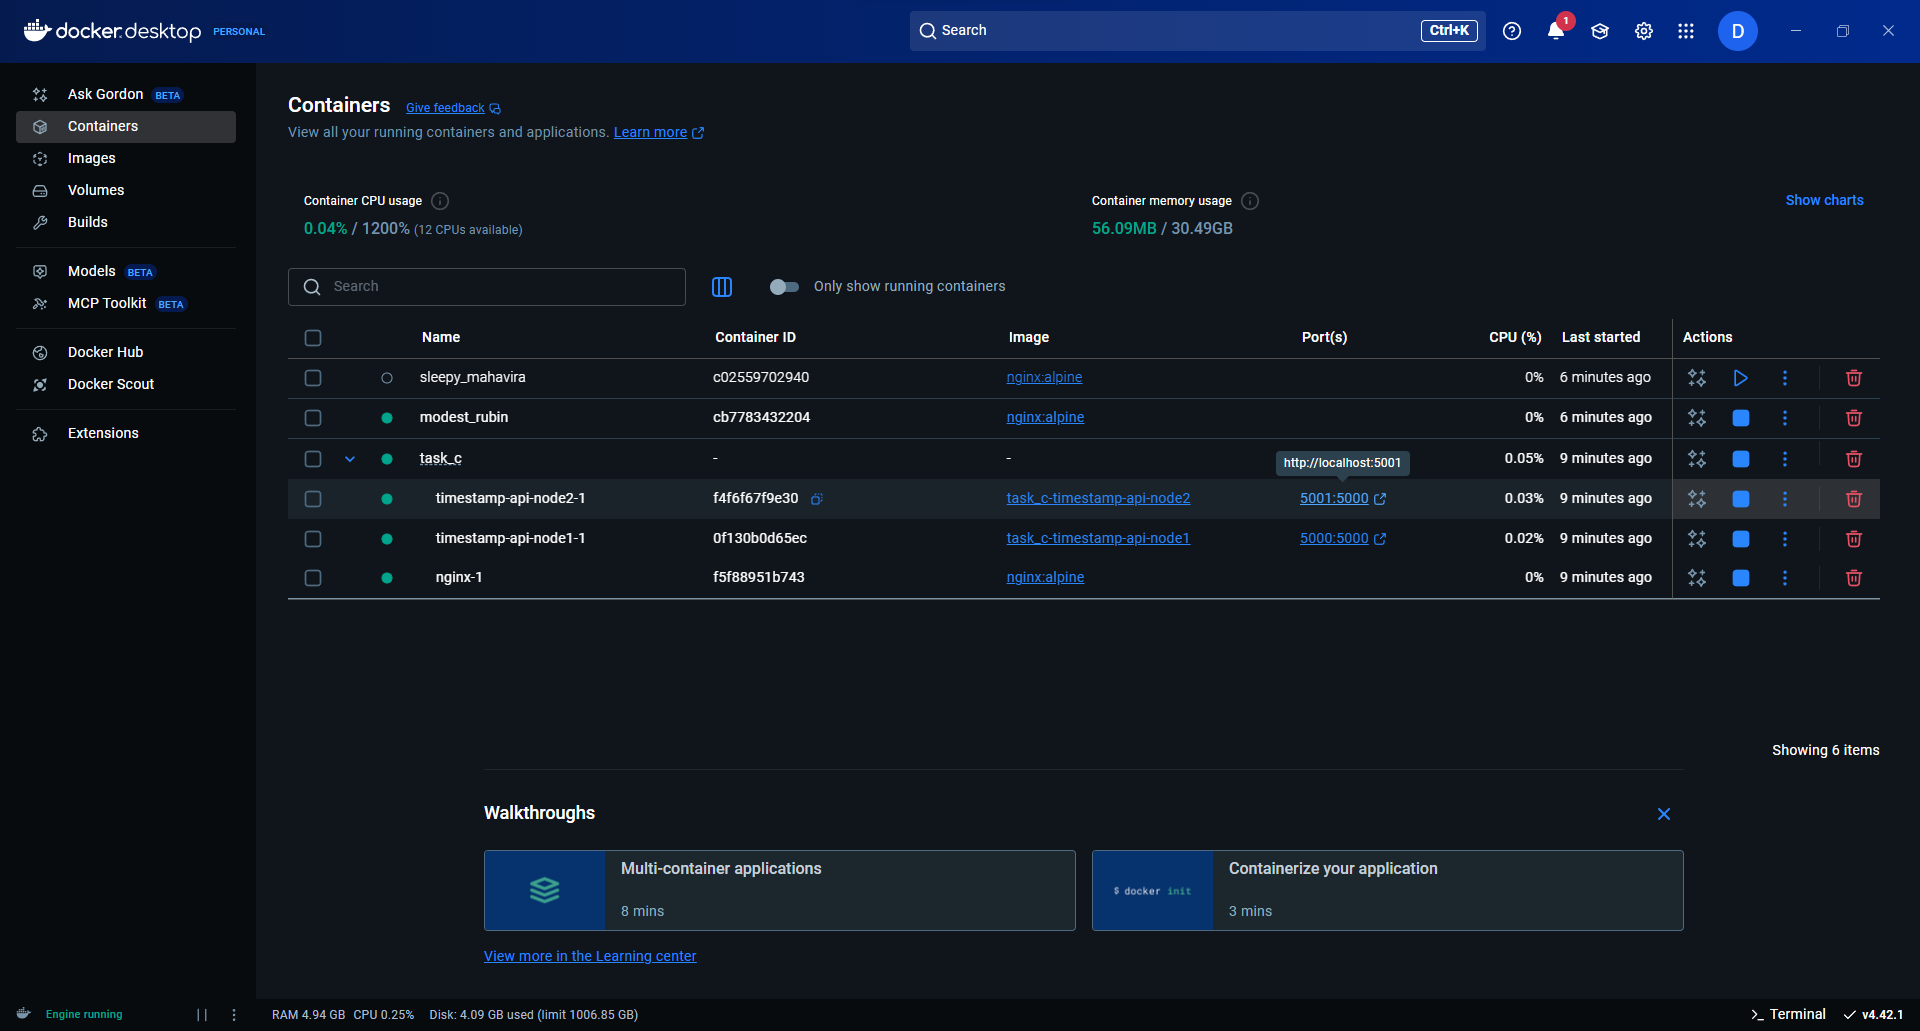 docker.desktop PERSONAL
Search Ctrl+K
1
D
Ask Gordon BETA
Containers
Images
Volumes
Builds
Models BETA
MCP Toolkit BETA
Docker Hub
Docker Scout
Extensions
Containers Give feedback
View all your running containers and applications. Learn more
Container CPU usage
0.04% / 1200% (12 CPUs available)
Container memory usage
56.09MB / 30.49GB
Show charts
Search
Only show running containers
Name Container ID Image Port(s) CPU (%) Last started Actions
sleepy_mahavira c02559702940 nginx:alpine 0% 6 minutes ago
modest_rubin cb7783432204 nginx:alpine 0% 6 minutes ago
task_c - - 0.05% 9 minutes ago
http://localhost:5001
timestamp-api-node2-1 f4f6f67f9e30 task_c-timestamp-api-node2 5001:5000 0.03% 9 minutes ago
timestamp-api-node1-1 0f130b0d65ec task_c-timestamp-api-node1 5000:5000 0.02% 9 minutes ago
nginx-1 f5f88951b743 nginx:alpine 0% 9 minutes ago
Showing 6 items
Walkthroughs
Multi-container applications
8 mins
$ docker init
Containerize your application
3 mins
View more in the Learning center
Engine running
RAM 4.94 GB CPU 0.25% Disk: 4.09 GB used (limit 1006.85 GB)
Terminal
v4.42.1